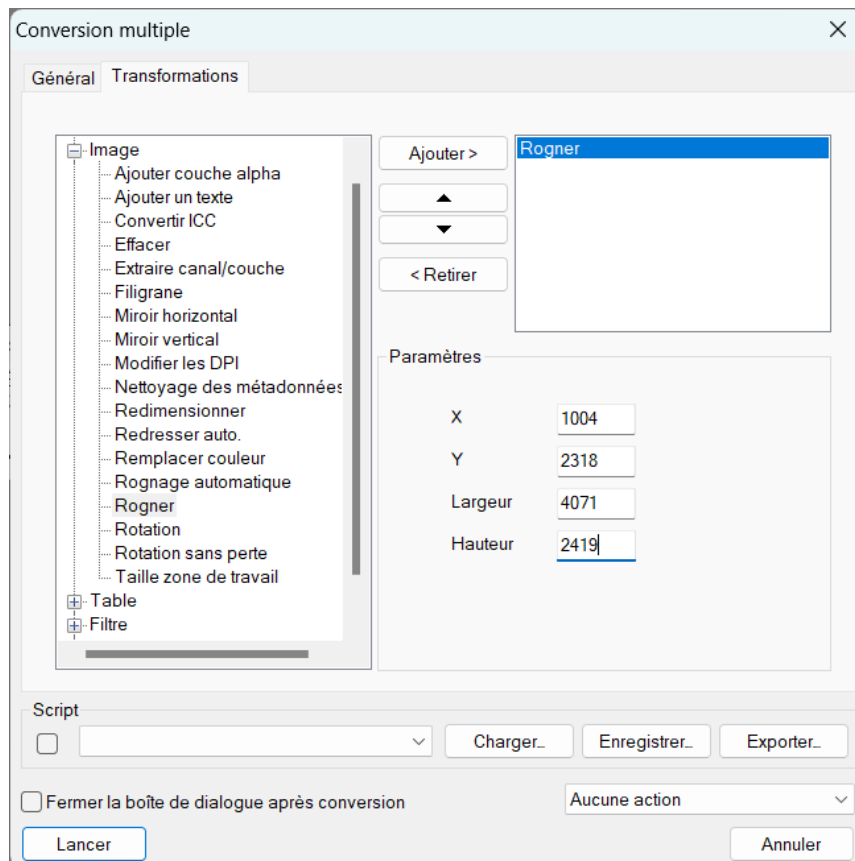 Conversion multiple
Général Transformations
Image
Ajouter couche alpha
Ajouter un texte
Convertir ICC
Effacer
Extraire canal/couche
Filigrane
Miroir horizontal
Miroir vertical
Modifier les DPI
Nettoyage des métadonnées
Redimensionner
Redresser auto.
Remplacer couleur
Rognage automatique
Rogner
Rotation
Rotation sans perte
Taille zone de travail
Table
Filtre
Ajouter >
< Retirer
Rogner
Paramètres
X 1004
Y 2318
Largeur 4071
Hauteur 2419
Script
Charger... Enregistrer... Exporter...
Fermer la boîte de dialogue après conversion Aucune action
Lancer Annuler